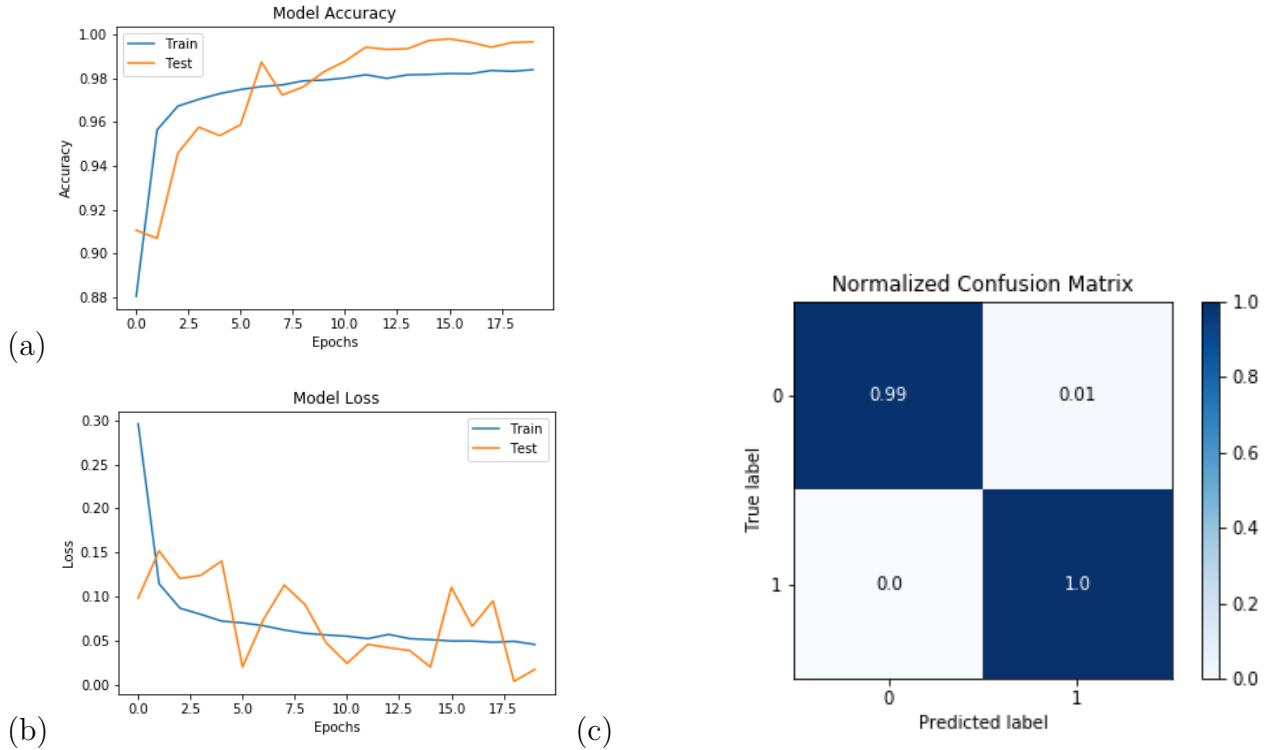 Model Accuracy
1.00
0.98
0.96
0.94
0.92
0.90
0.88
Accuracy
Train
Test
0.0 2.5 5.0 7.5 10.0 12.5 15.0 17.5
Epochs
(a)
Model Loss
0.30
0.25
0.20
0.15
0.10
0.05
0.00
Loss
Train
Test
0.0 2.5 5.0 7.5 10.0 12.5 15.0 17.5
Epochs
(b)
Normalized Confusion Matrix
True label
0
0.99 0.01
1
0.0 1.0
0 1
Predicted label
1.0
0.8
0.6
0.4
0.2
0.0
(c)